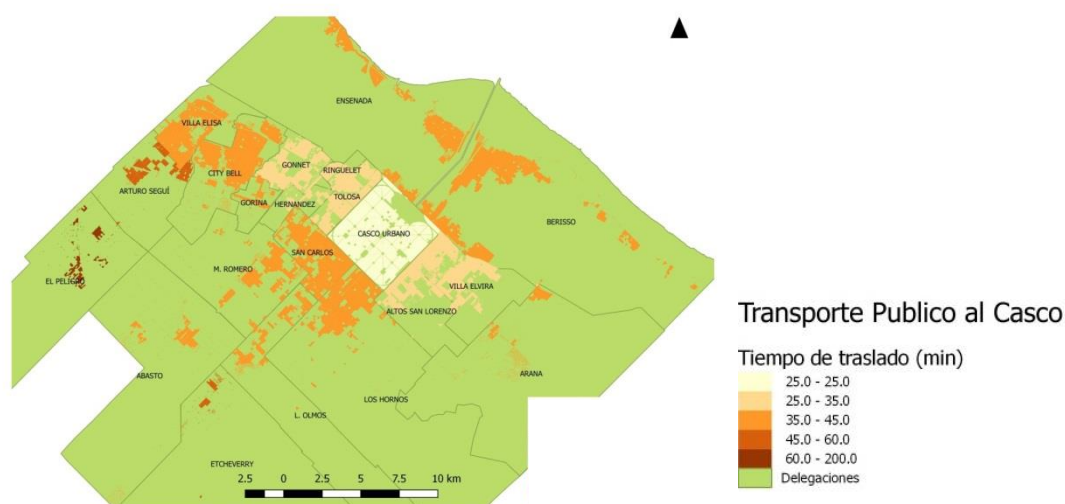 ENSENADA
VILLA ELISA
GONNET
RINGUELET
CITY BELL
ARTURO SEGUÍ
TOLOSA
GORINA
HERNANDEZ
BERISSO
CASCO URBANO
SAN CARLOS
M. ROMERO
EL PELIGRO
VILLA ELVIRA
ALTOS SAN LORENZO
ABASTO
ARANA
LOS HORNOS
L. OLMOS
ETCHEVERRY
2.5 0 2.5 5 7.5 10 km
Transporte Publico al Casco
Tiempo de traslado (min)
25.0 - 25.0
25.0 - 35.0
35.0 - 45.0
45.0 - 60.0
60.0 - 200.0
Delegaciones